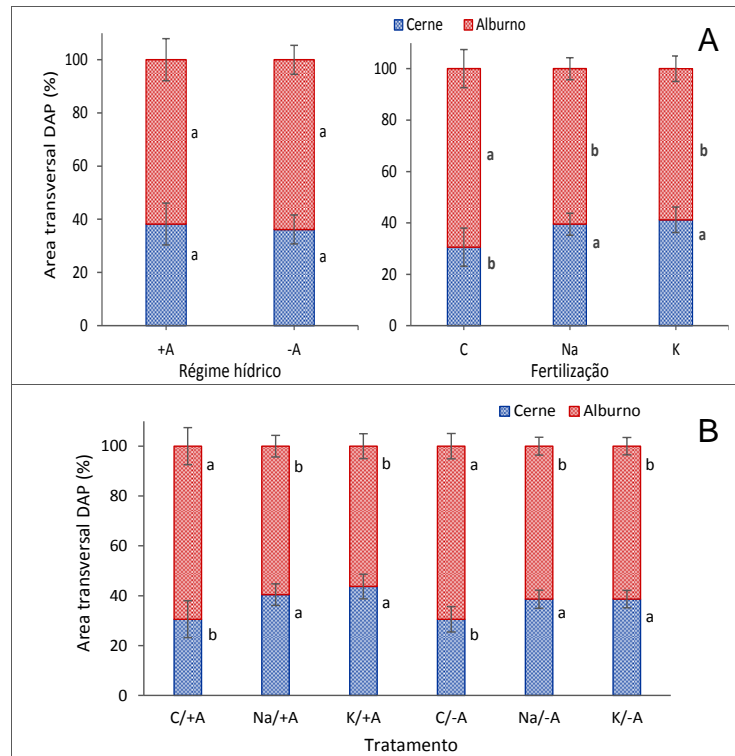 Cerne Alburno
A
Area transversal DAP (%)
100
80
60
40
20
0
a
a
a
a
+A -A
Régime hídrico
100
80
60
40
20
0
a
b
b
a
b
a
C Na K
Fertilização
Cerne Alburno
B
Area transversal DAP (%)
120
100
80
60
40
20
0
a b b a b b
b a a b a a
C/+A Na/+A K/+A C/-A Na/-A K/-A
Tratamento